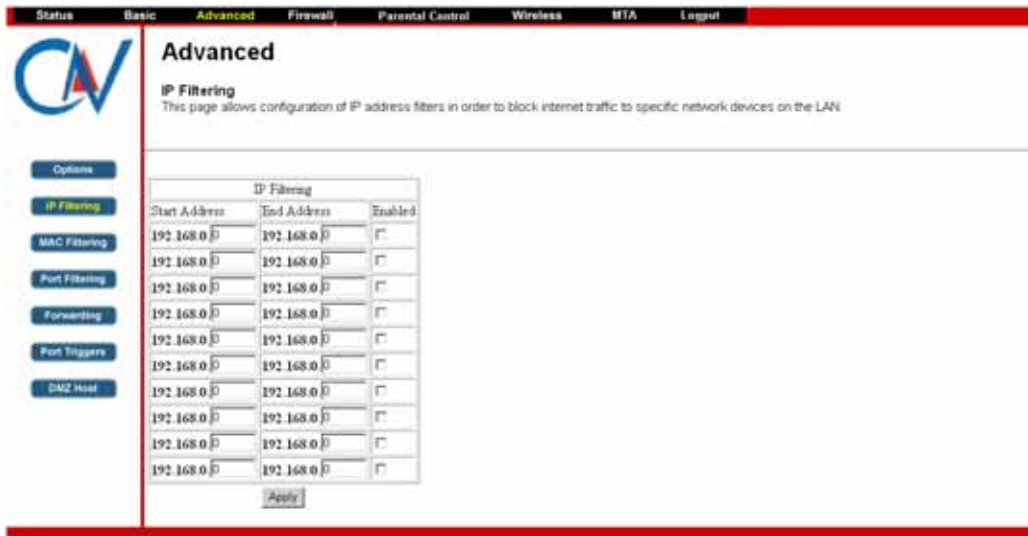 Status Basic Advanced Firewall Parental Control Wireless MTA Logout
CNV
Advanced
IP Filtering
This page allows configuration of IP address filters in order to block internet traffic to specific network devices on the LAN.
Options
IP Filtering
MAC Filtering
Port Filtering
Forwarding
Port Triggers
DMZ Host
IP Filtering
Start Address End Address Enabled
192.168.0.0 192.168.0.0
192.168.0.0 192.168.0.0
192.168.0.0 192.168.0.0
192.168.0.0 192.168.0.0
192.168.0.0 192.168.0.0
192.168.0.0 192.168.0.0
192.168.0.0 192.168.0.0
192.168.0.0 192.168.0.0
192.168.0.0 192.168.0.0
192.168.0.0 192.168.0.0
Apply